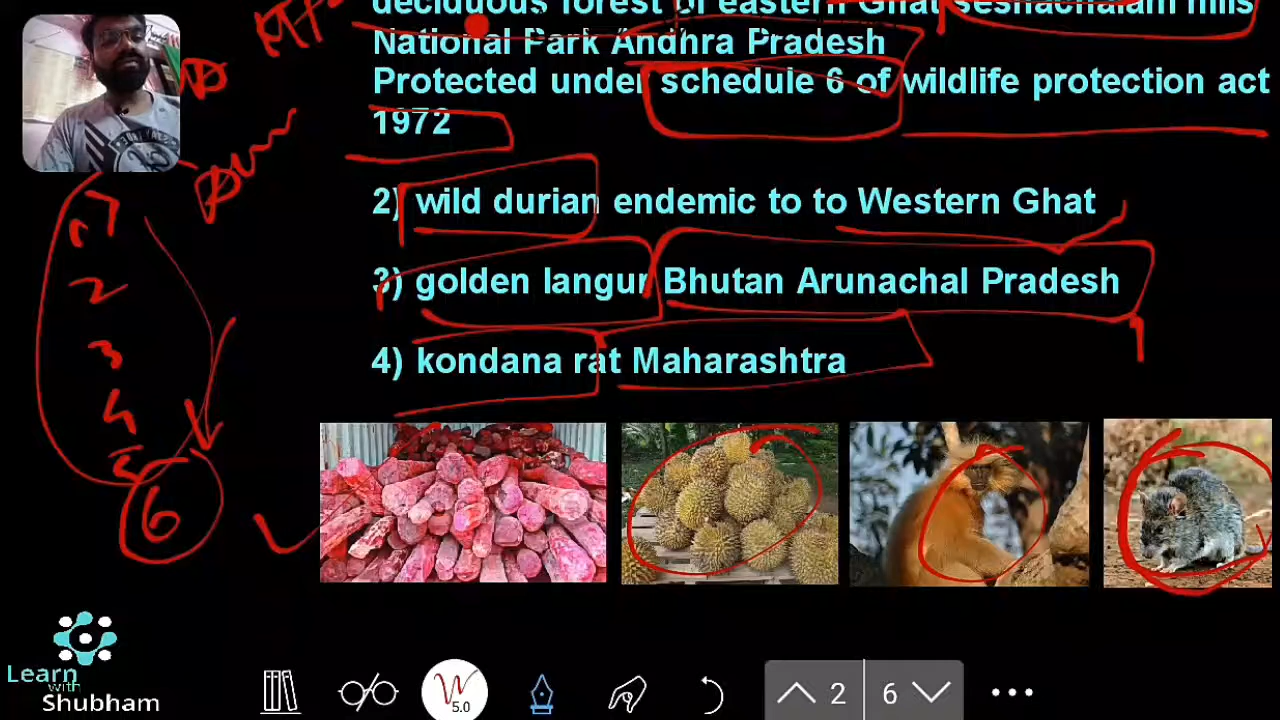 deciduous forest of eastern Ghat seshachalam hills
National Park Andhra Pradesh
Protected under schedule 6 of wildlife protection act
1972
2) wild durian endemic to to Western Ghat
3) golden langur Bhutan Arunachal Pradesh
4) kondana rat Maharashtra
1
2
3
4
5
6
Learn
with
Shubham
5.0
2
6